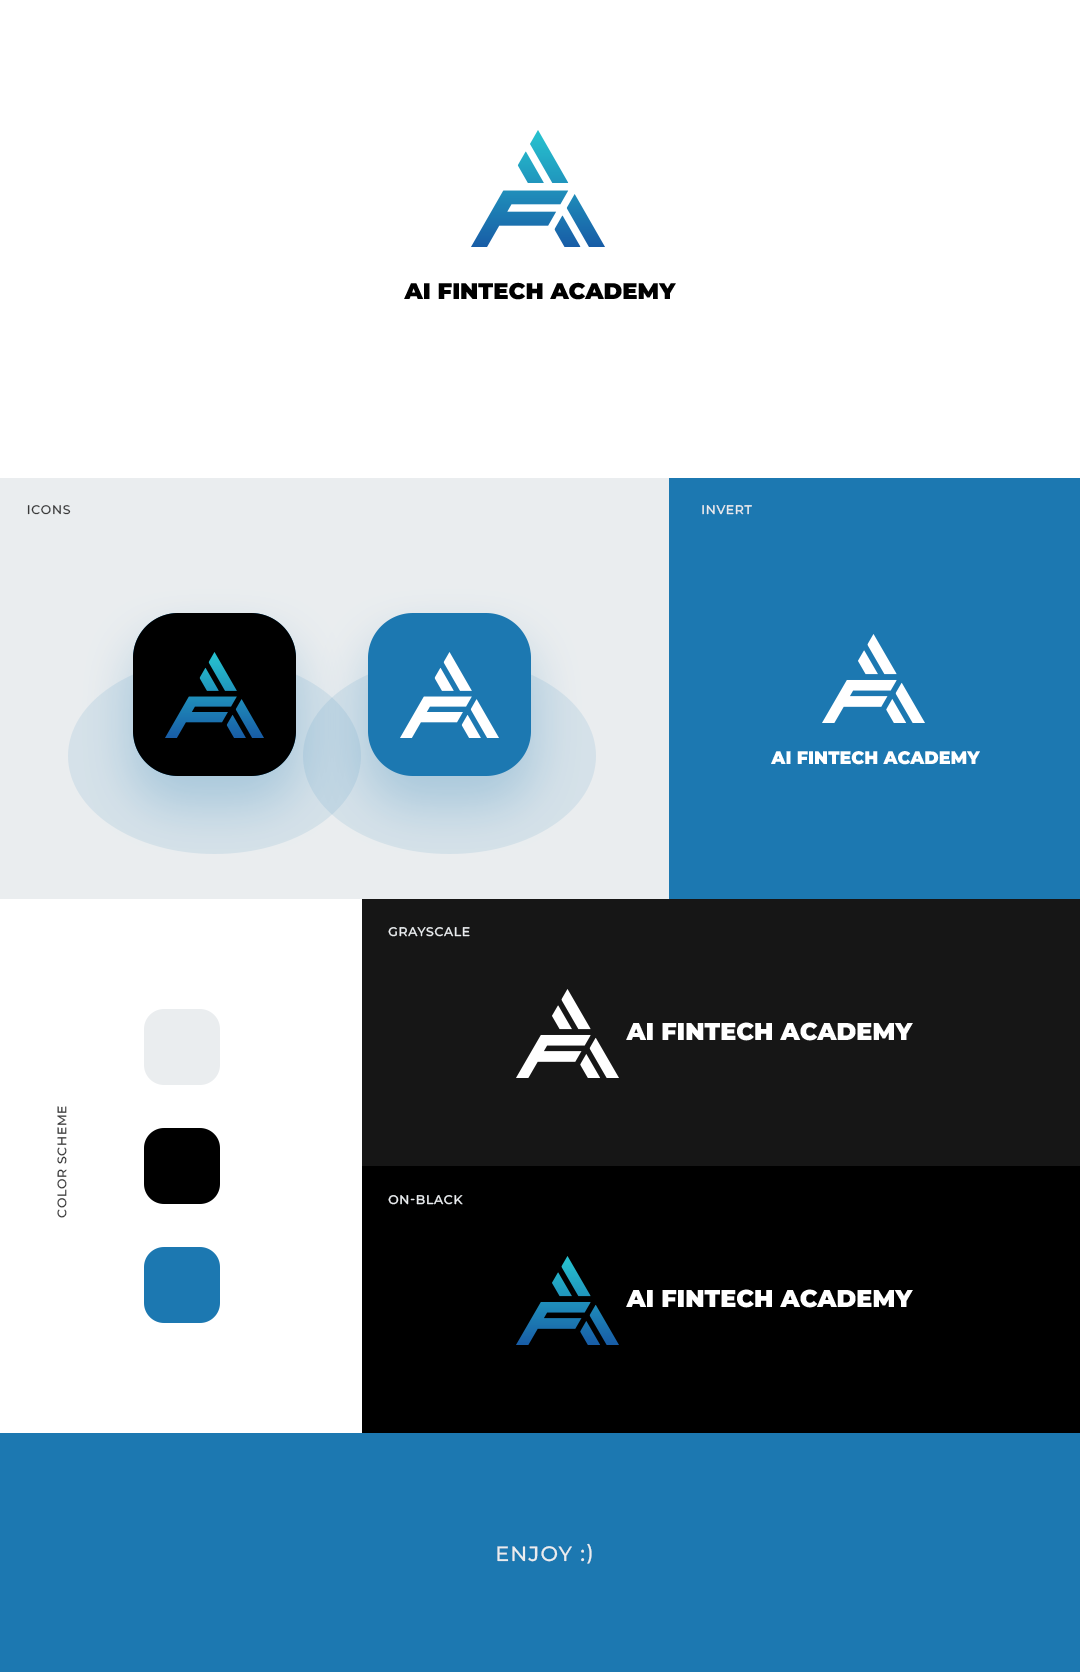 AI FINTECH ACADEMY
ICONS
INVERT
AI FINTECH ACADEMY
GRAYSCALE
AI FINTECH ACADEMY
COLOR SCHEME
ON-BLACK
AI FINTECH ACADEMY
ENJOY :)